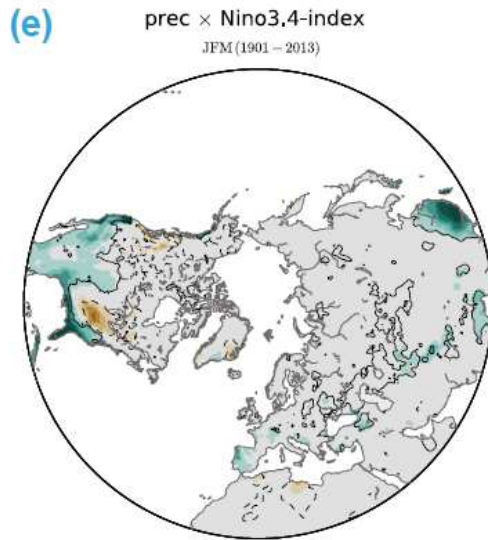 (e)
prec × Nino3,4-index
JFM (1901 − 2013)